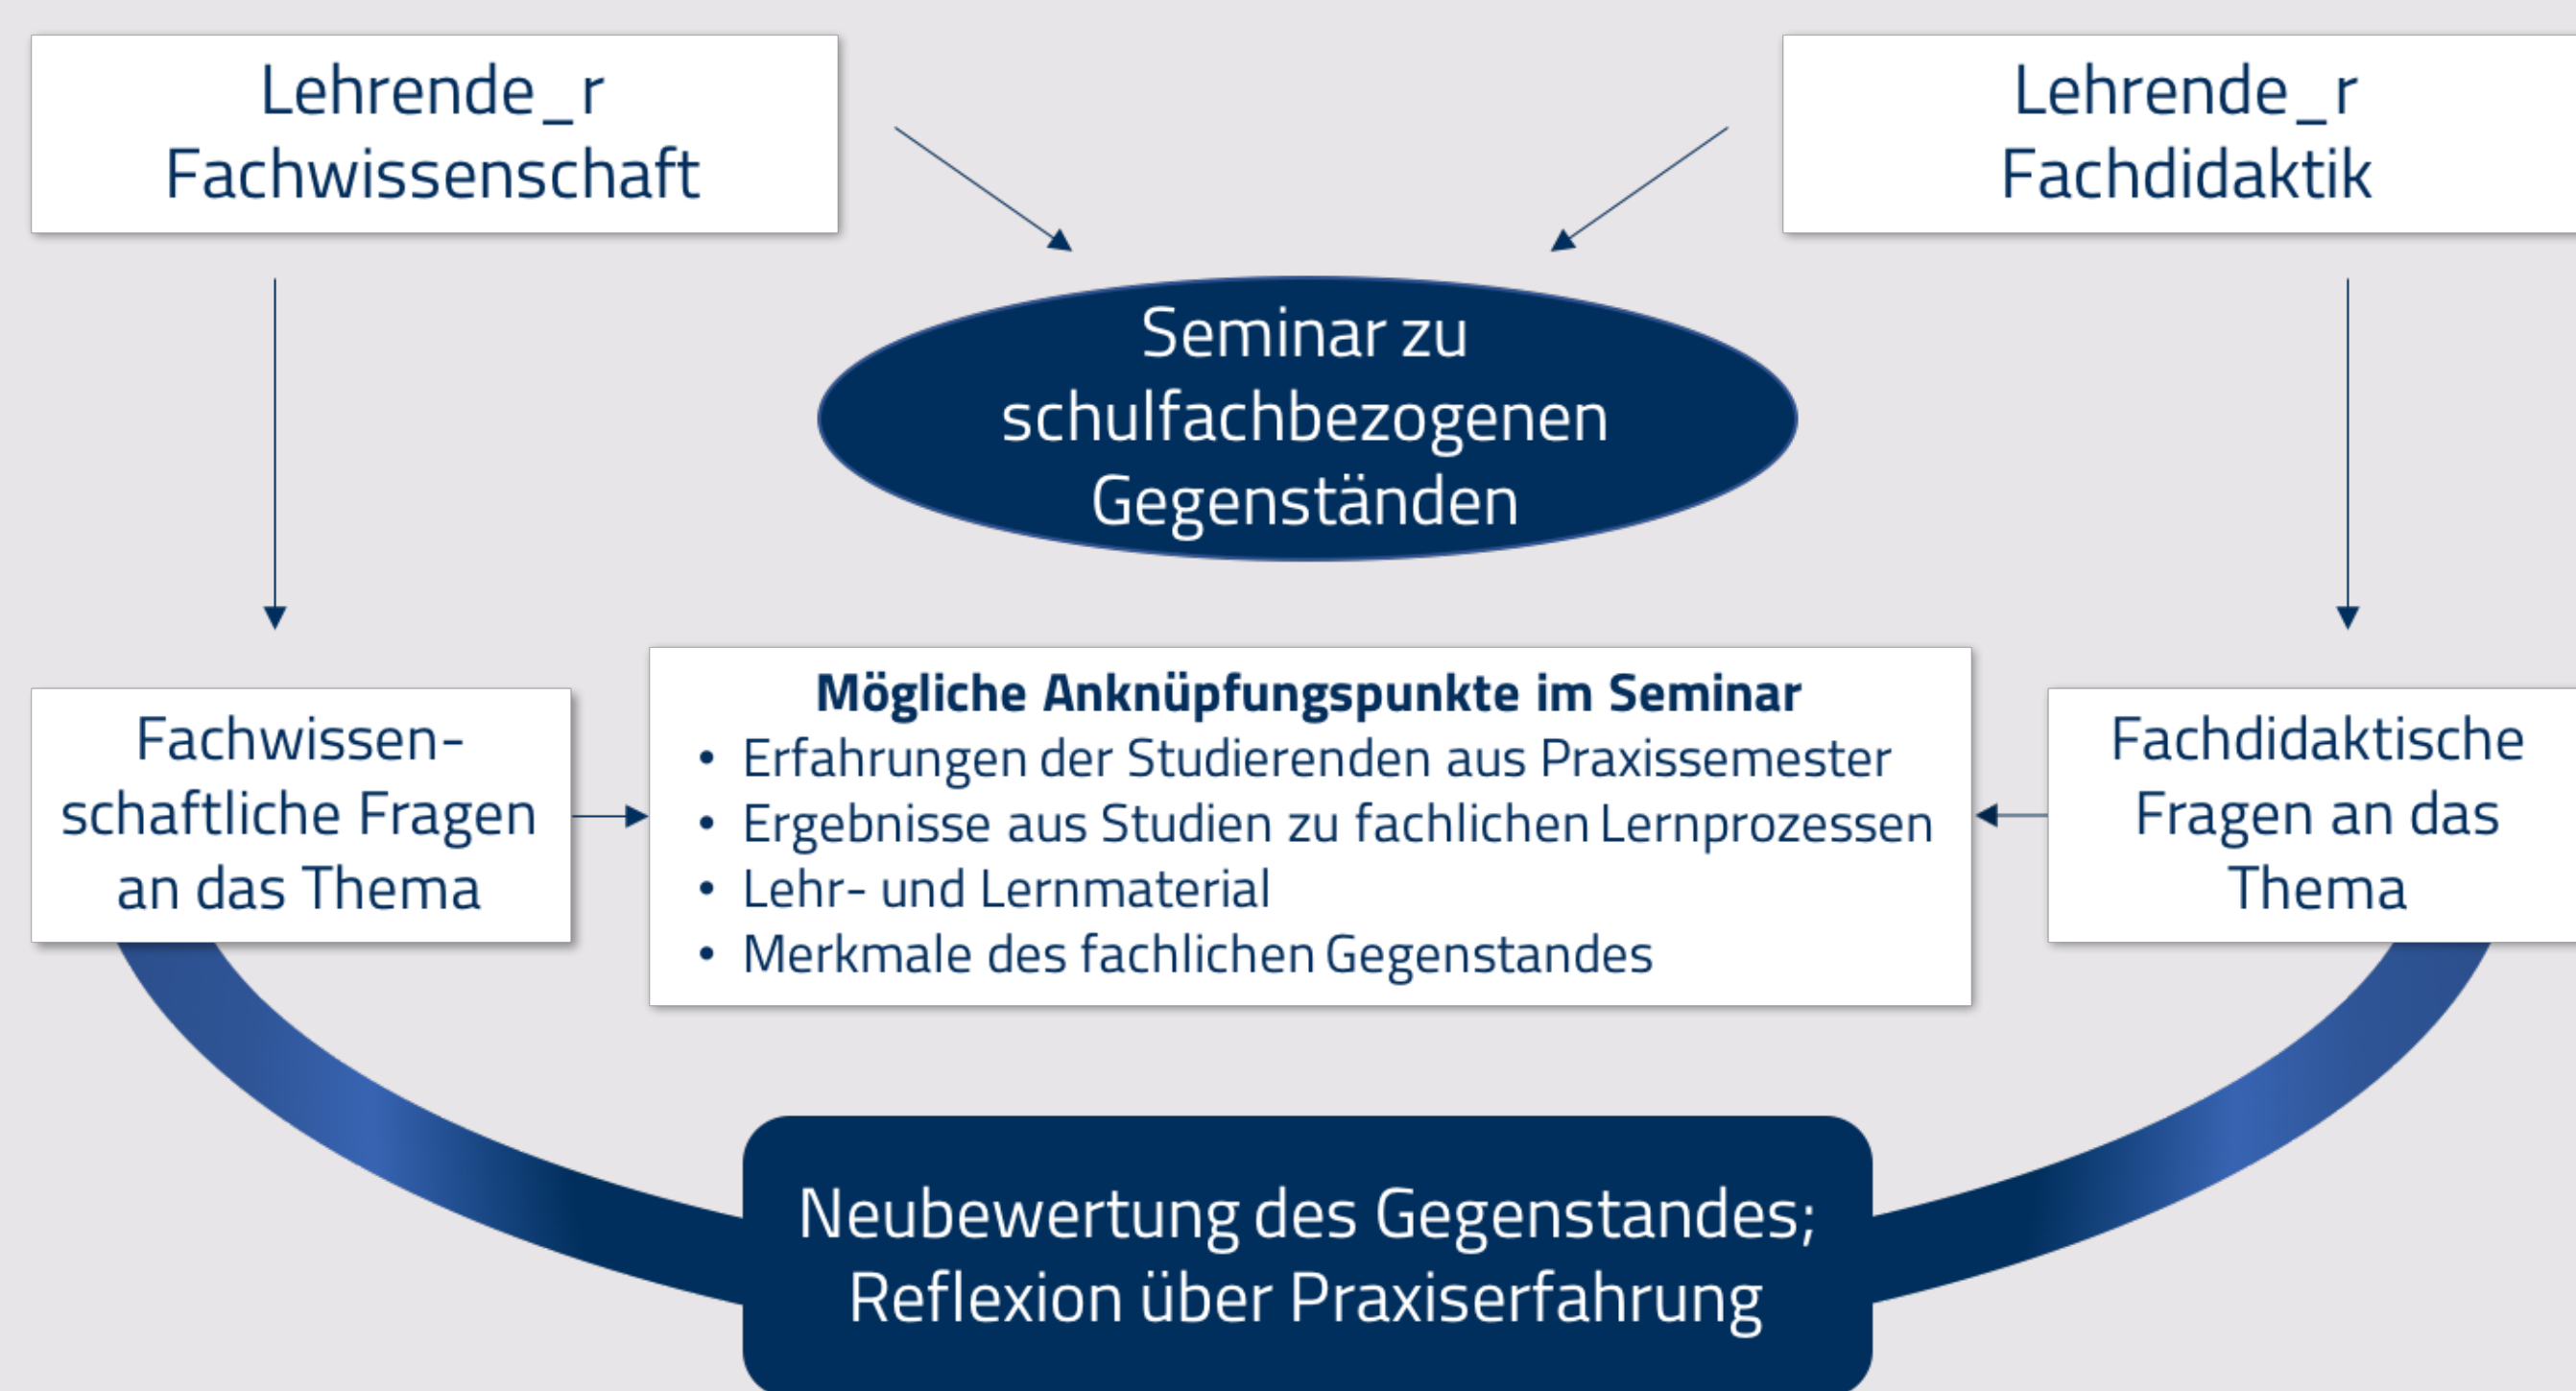 Lehrende_r
Fachwissenschaft
Lehrende_r
Fachdidaktik
Seminar zu
schulfachbezogenen
Gegenständen
Fachwissen-
schaftliche Fragen
an das Thema
Mögliche Anknüpfungspunkte im Seminar
• Erfahrungen der Studierenden aus Praxissemester
• Ergebnisse aus Studien zu fachlichen Lernprozessen
• Lehr- und Lernmaterial
• Merkmale des fachlichen Gegenstandes
Fachdidaktische
Fragen an das
Thema
Neubewertung des Gegenstandes;
Reflexion über Praxiserfahrung